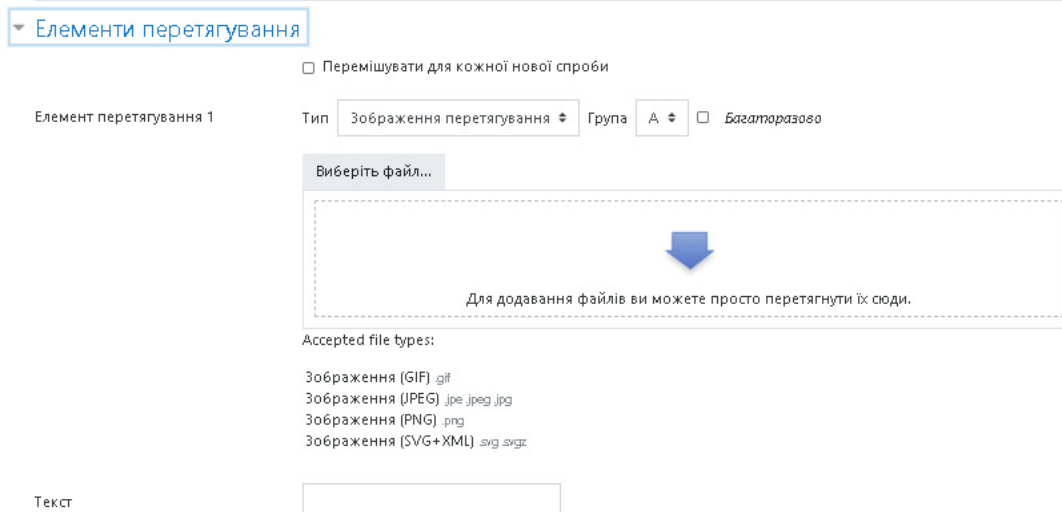 Елементи перетягування
Перемішувати для кожної нової спроби
Елемент перетягування 1 Тип Зображення перетягування Група A Багаторазово
Виберіть файл...
Для додавання файлів ви можете просто перетягнути їх сюди.
Accepted file types:
Зображення (GIF) .gif
Зображення (JPEG) .jpe .jpeg .jpg
Зображення (PNG) .png
Зображення (SVG+XML) .svg .svgz
Текст